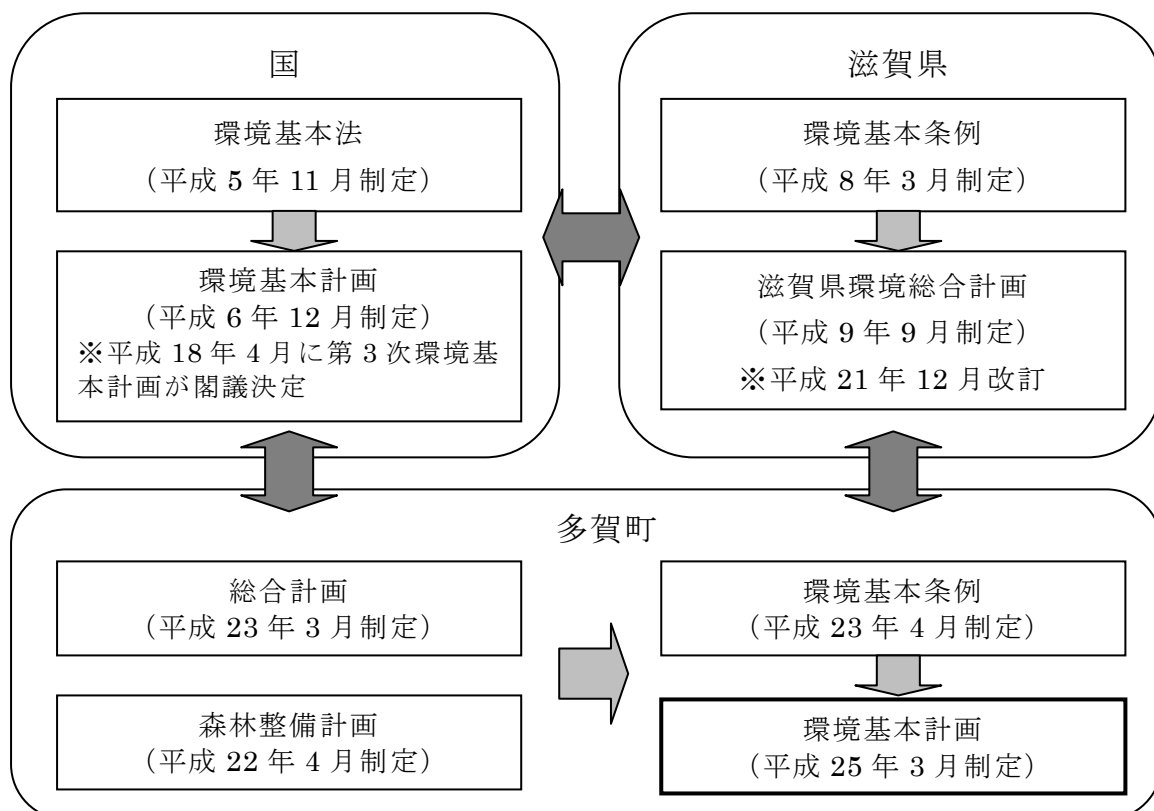 国
環境基本法
（平成 5 年 11 月制定）
環境基本計画
（平成 6 年 12 月制定）
※平成 18 年 4 月に第 3 次環境基
本計画が閣議決定
滋賀県
環境基本条例
（平成 8 年 3 月制定）
滋賀県環境総合計画
（平成 9 年 9 月制定）
※平成 21 年 12 月改訂
多賀町
総合計画
（平成 23 年 3 月制定）
森林整備計画
（平成 22 年 4 月制定）
環境基本条例
（平成 23 年 4 月制定）
環境基本計画
（平成 25 年 3 月制定）